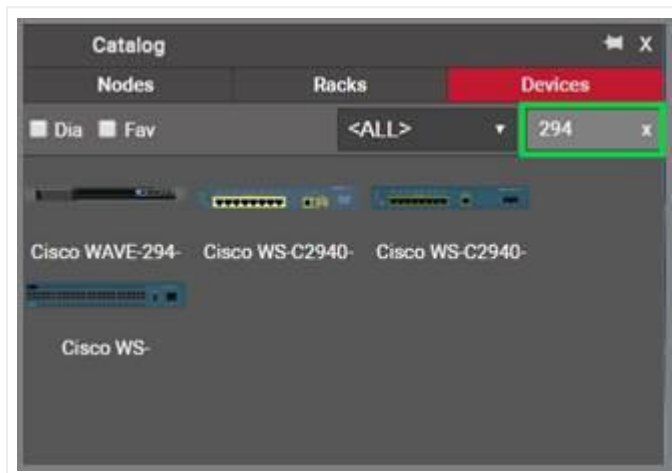 Catalog X
Nodes Racks Devices
Dia Fav <ALL> 294 x
Cisco WAVE-294- Cisco WS-C2940- Cisco WS-C2940-
Cisco WS-